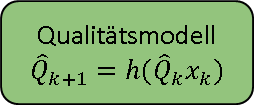 Qualitätsmodell
Q̂ₖ₊₁ = h(Q̂ₖxₖ)